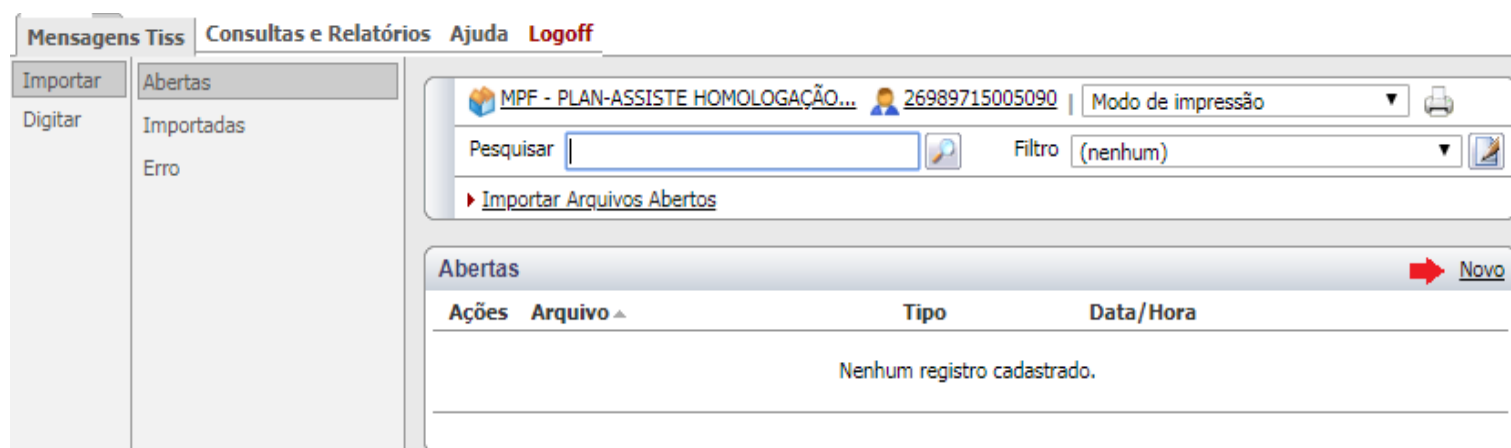 Mensagens Tiss Consultas e Relatórios Ajuda Logoff
Importar
Digitar
Abertas
Importadas
Erro
MPF - PLAN-ASSISTE HOMOLOGAÇÃO... 26989715005090 | Modo de impressão
Pesquisar Filtro (nenhum)
Importar Arquivos Abertos
Abertas Novo
Ações Arquivo Tipo Data/Hora
Nenhum registro cadastrado.